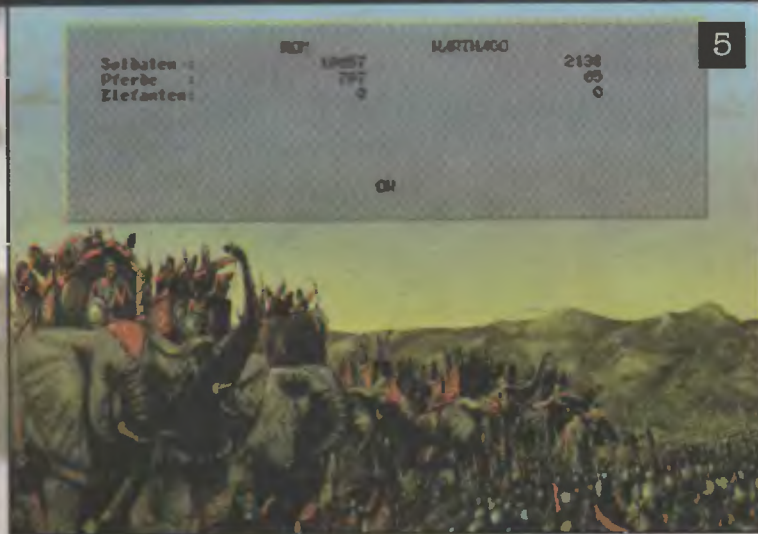 5
ROM KARTHAGO
Soldaten : 2138
Pferde : 797 65
Elefanten: 0 0
OK